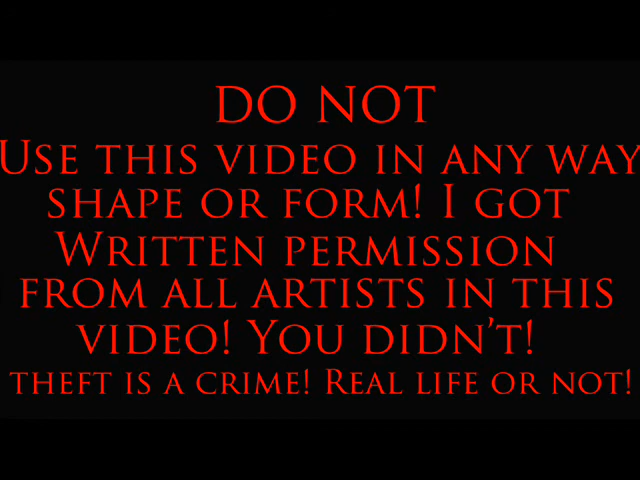 DO NOT
USE THIS VIDEO IN ANY WAY
SHAPE OR FORM! I GOT
WRITTEN PERMISSION
FROM ALL ARTISTS IN THIS
VIDEO! YOU DIDN'T!
THEFT IS A CRIME! REAL LIFE OR NOT!